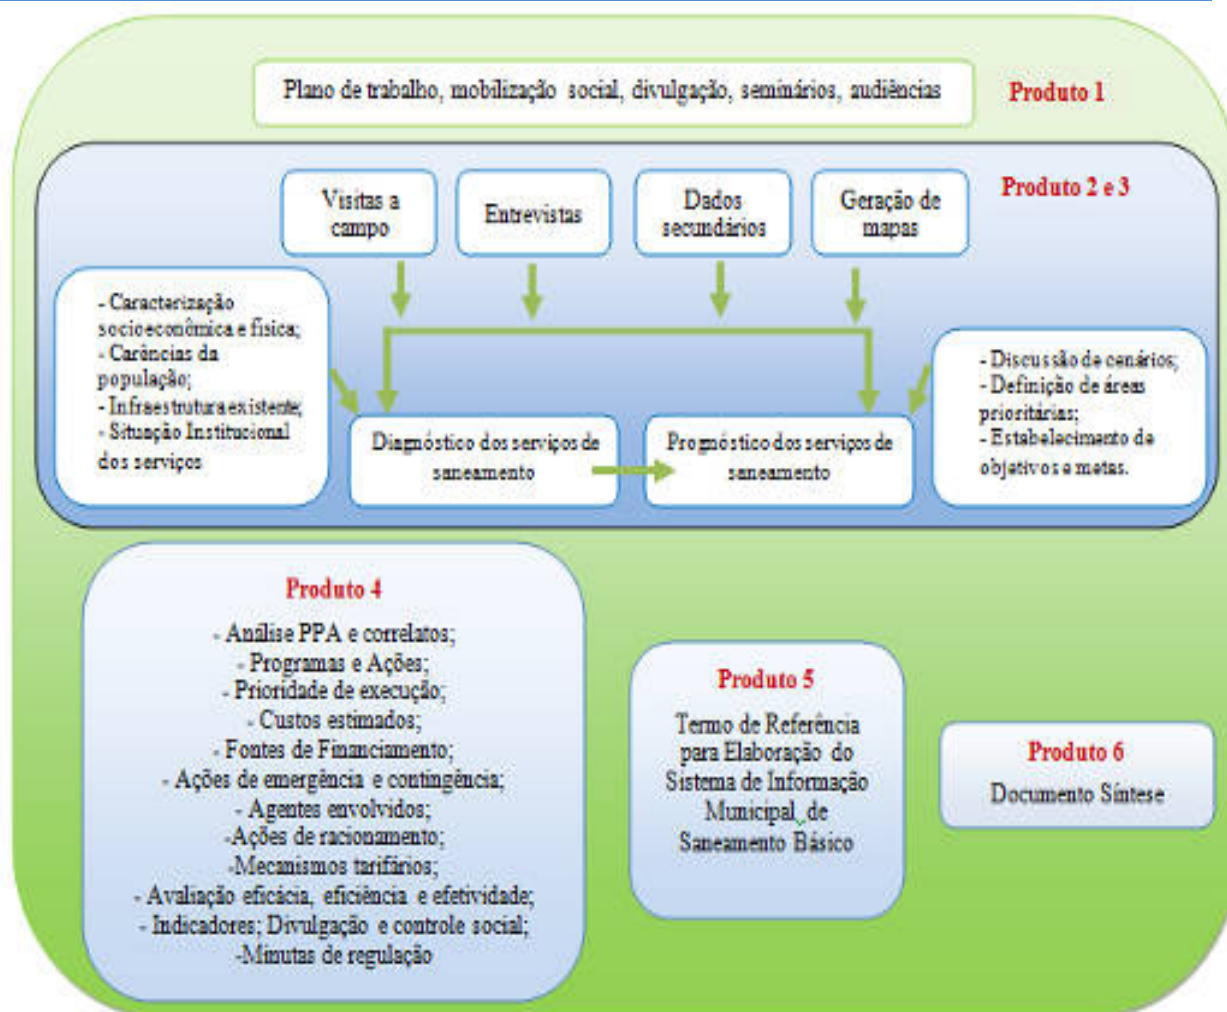 Plano de trabalho, mobilização social, divulgação, seminários, audiências
Produto 1
Produto 2 e 3
Visitas a
campo
Entrevistas
Dados
secundários
Geração de
mapas
- Caracterização
socioeconômica e física;
- Carências da
população;
- Infraestrutura existente;
- Situação Institucional
dos serviços
- Discussão de cenários;
- Definição de áreas
prioritárias;
- Estabelecimento de
objetivos e metas.
Diagnóstico dos serviços de
saneamento
Prognóstico dos serviços de
saneamento
Produto 4
- Análise PPA e correlatos;
- Programas e Ações;
- Prioridade de execução;
- Custos estimados;
- Fontes de Financiamento;
- Ações de emergência e contingência;
- Agentes envolvidos;
-Ações de racionamento;
-Mecanismos tarifários;
- Avaliação eficácia, eficiência e efetividade;
- Indicadores; Divulgação e controle social;
-Minutas de regulação
Produto 5
Termo de Referência
para Elaboração do
Sistema de Informação
Municipal de
Saneamento Básico
Produto 6
Documento Síntese